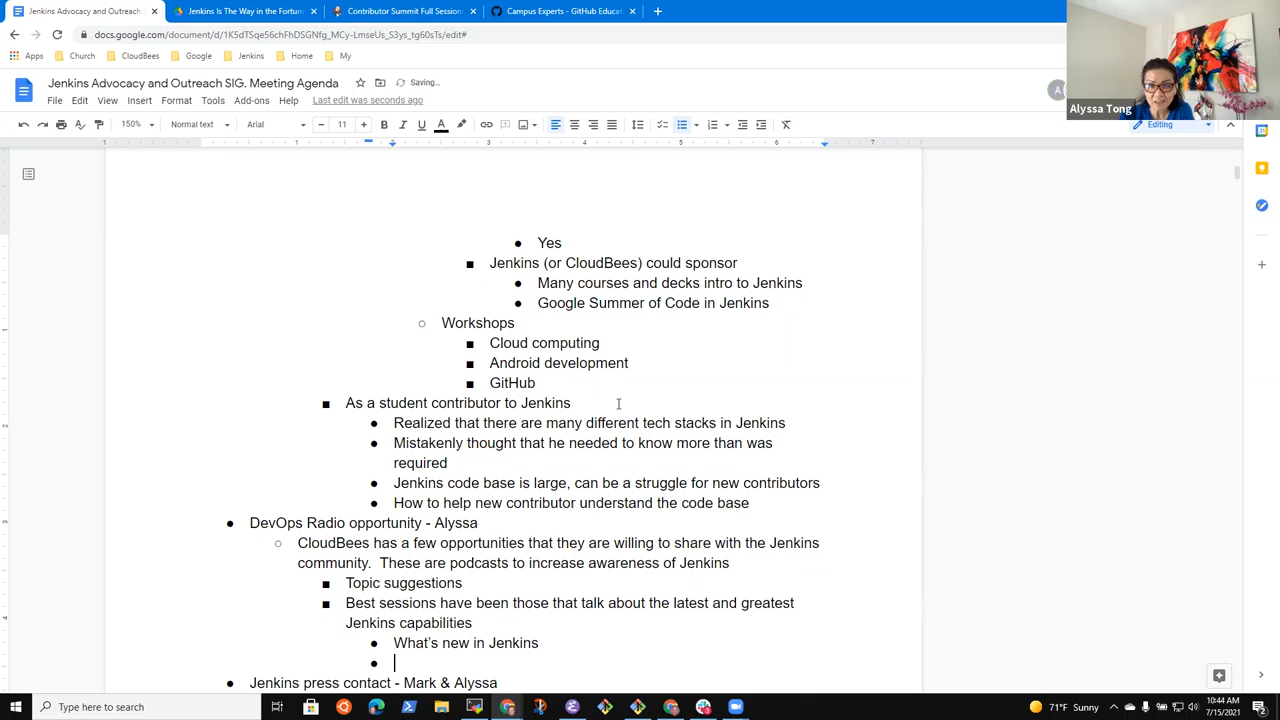 Jenkins Advocacy and Outreach S
Jenkins Is The Way in the Fortun
Contributor Summit Full Session
Campus Experts - GitHub Educat
docs.google.com/document/d/1K5dTSqe56chFhDSGNfg_MCy-LmseUs_S3ys_tg60sTs/edit#
Apps Church CloudBees Google Jenkins Home My
Alyssa Tong
Jenkins Advocacy and Outreach SIG. Meeting Agenda
Saving...
A
File Edit View Insert Format Tools Add-ons Help Last edit was seconds ago
150% Normal text Arial 11 Editing
1 3 4 5 6 7
Yes
Jenkins (or CloudBees) could sponsor
Many courses and decks intro to Jenkins
Google Summer of Code in Jenkins
Workshops
Cloud computing
Android development
GitHub
As a student contributor to Jenkins
Realized that there are many different tech stacks in Jenkins
Mistakenly thought that he needed to know more than was
required
Jenkins code base is large, can be a struggle for new contributors
How to help new contributor understand the code base
DevOps Radio opportunity - Alyssa
CloudBees has a few opportunities that they are willing to share with the Jenkins
community.  These are podcasts to increase awareness of Jenkins
Topic suggestions
Best sessions have been those that talk about the latest and greatest
Jenkins capabilities
What's new in Jenkins
Jenkins press contact - Mark & Alyssa
Type here to search
71°F Sunny
10:44 AM
7/15/2021
2